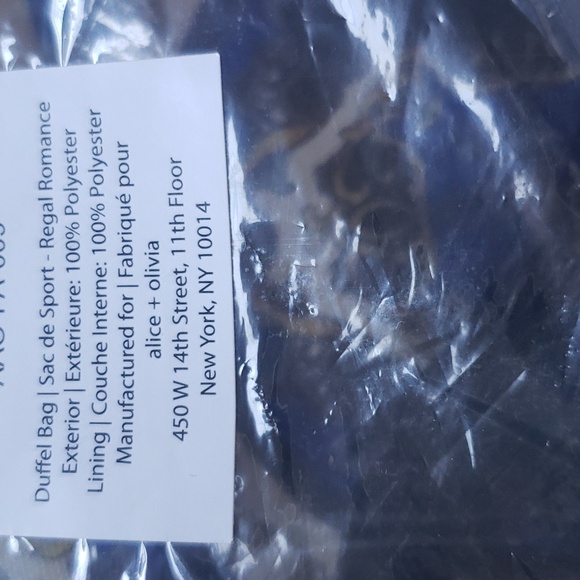 Duffel Bag | Sac de Sport - Regal Romance
Exterior | Extérieure: 100% Polyester
Lining | Couche Interne: 100% Polyester
Manufactured for | Fabriqué pour
alice + olivia
450 W 14th Street, 11th Floor
New York, NY 10014